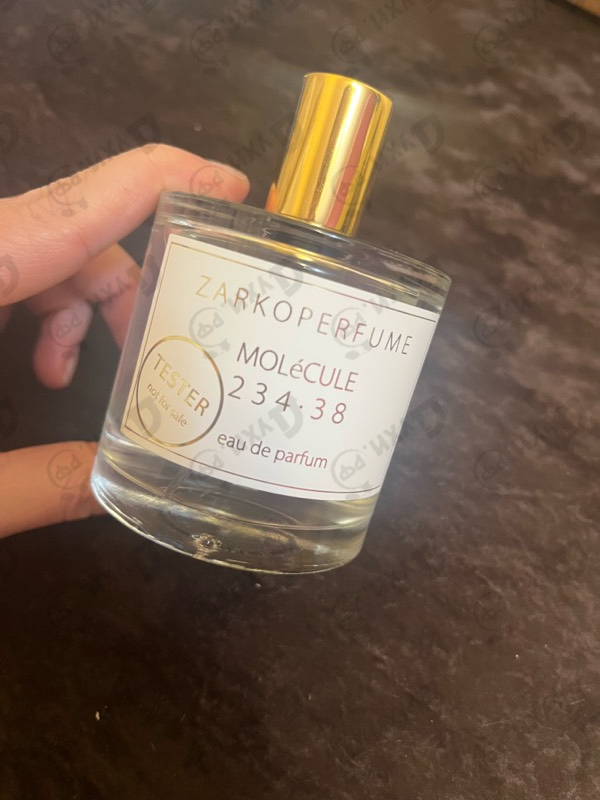 ZARKOPERFUME
MOLéCULE
234·38
eau de parfum
TESTER
not for sale